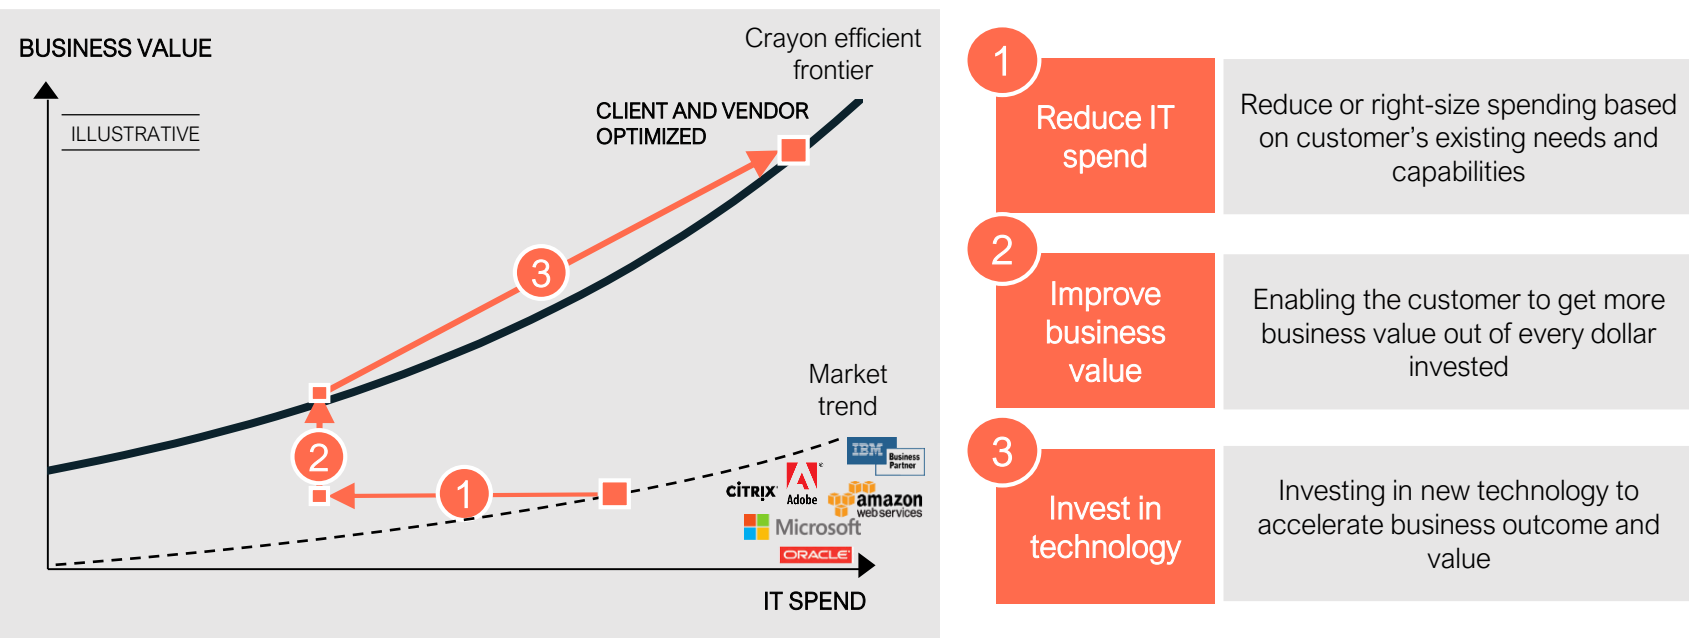 BUSINESS VALUE
ILLUSTRATIVE
Crayon efficient
frontier
CLIENT AND VENDOR
OPTIMIZED
3
2
1
Market
trend
IBM
Business
Partner
CITRIX
Adobe
amazon
webservices
Microsoft
ORACLE
IT SPEND
1
Reduce IT
spend
Reduce or right-size spending based
on customer’s existing needs and
capabilities
2
Improve
business
value
Enabling the customer to get more
business value out of every dollar
invested
3
Invest in
technology
Investing in new technology to
accelerate business outcome and
value